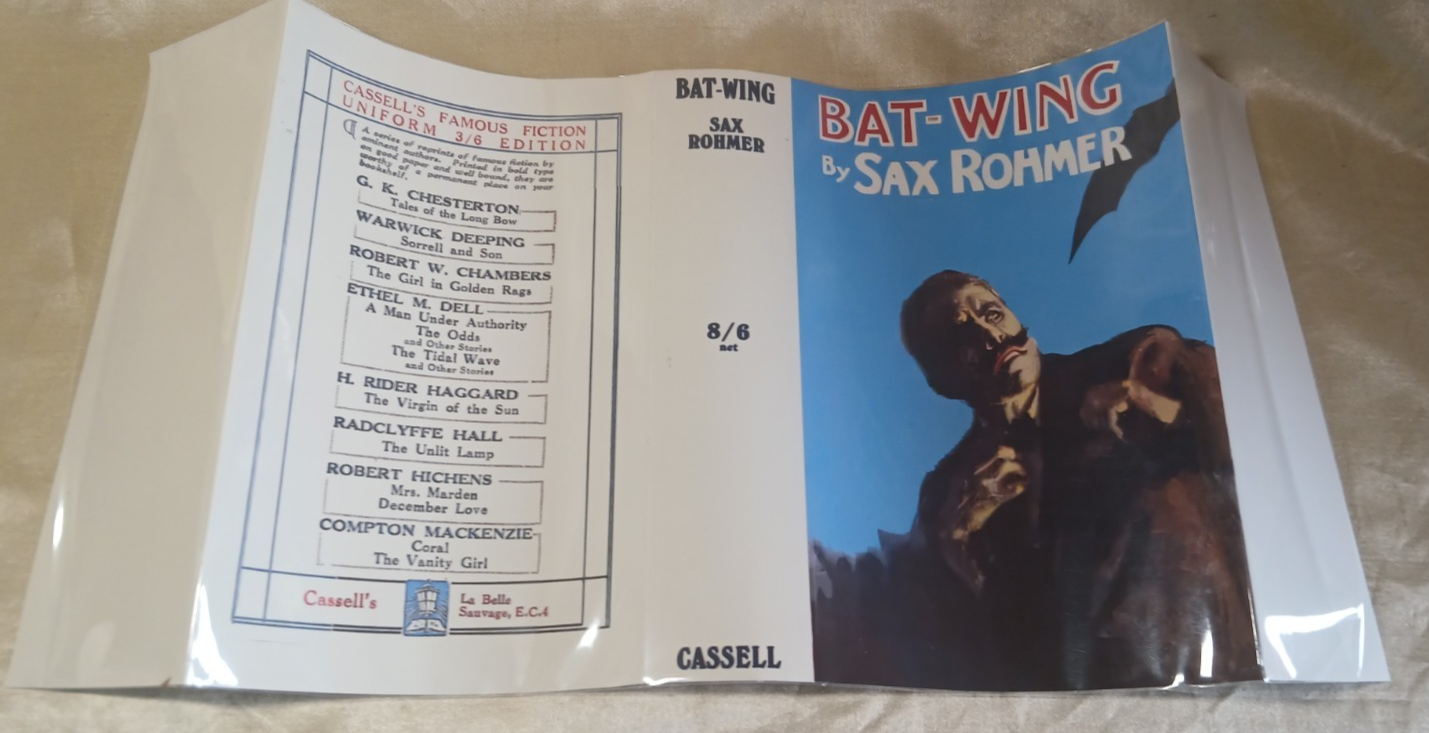 CASSELL'S FAMOUS FICTION
UNIFORM 3/6 EDITION
A series of reprints of famous fiction by
eminent authors. Printed in bold type
on good paper and well bound, they are
worthy of a permanent place on your
bookshelf.
G. K. CHESTERTON
Tales of the Long Bow
WARWICK DEEPING
Sorrell and Son
ROBERT W. CHAMBERS
The Girl in Golden Rags
ETHEL M. DELL
A Man Under Authority
The Odds
and Other Stories
The Tidal Wave
and Other Stories
H. RIDER HAGGARD
The Virgin of the Sun
RADCLYFFE HALL
The Unlit Lamp
ROBERT HICHENS
Mrs. Marden
December Love
COMPTON MACKENZIE
Coral
The Vanity Girl
Cassell's
La Belle
Sauvage, E.C.4
BAT-WING
SAX
ROHMER
8/6
net
CASSELL
BAT-WING
By SAX ROHMER